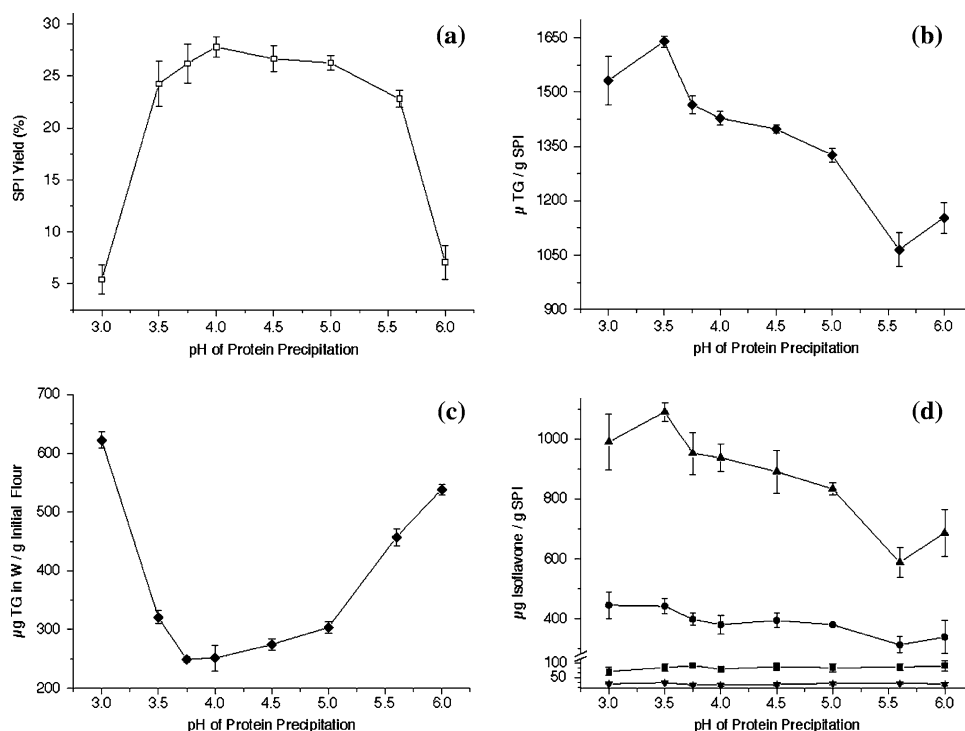 (a)
SPI Yield (%)
30
25
20
15
10
5
3.0 3.5 4.0 4.5 5.0 5.5 6.0
pH of Protein Precipitation
(b)
µ TG / g SPI
1650
1500
1350
1200
1050
900
3.0 3.5 4.0 4.5 5.0 5.5 6.0
pH of Protein Precipitation
(c)
µg TG in W / g Initial Flour
700
600
500
400
300
200
3.0 3.5 4.0 4.5 5.0 5.5 6.0
pH of Protein Precipitation
(d)
µg Isoflavone / g SPI
1000
800
600
400
100
50
3.0 3.5 4.0 4.5 5.0 5.5 6.0
pH of Protein Precipitation